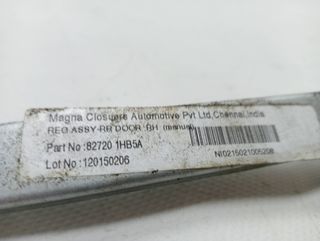 Magna Closures Automotive Pvt Ltd,Chennai,India
REG ASSY-RR DOOR, RH (manual)
Part No :82720 1HB5A
Lot No :120150206
NI0215021005208